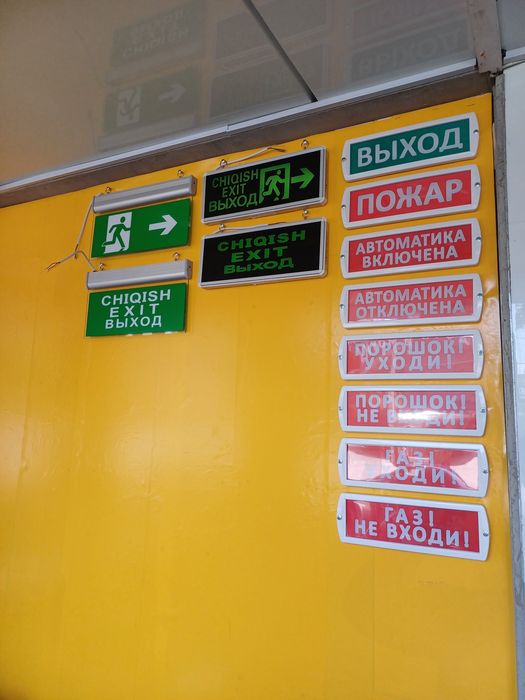 CHIQISH
EXIT
ВЫХОД
CHIQISH
EXIT
ВЫХОД
CHIQISH
EXIT
ВЫХОД
ВЫХОД
ПОЖАР
АВТОМАТИКА
ВКЛЮЧЕНА
АВТОМАТИКА
ОТКЛЮЧЕНА
ПОРОШОК!
УХОДИ!
ПОРОШОК!
НЕ ВХОДИ!
ГАЗ!
УХОДИ!
ГАЗ!
НЕ ВХОДИ!